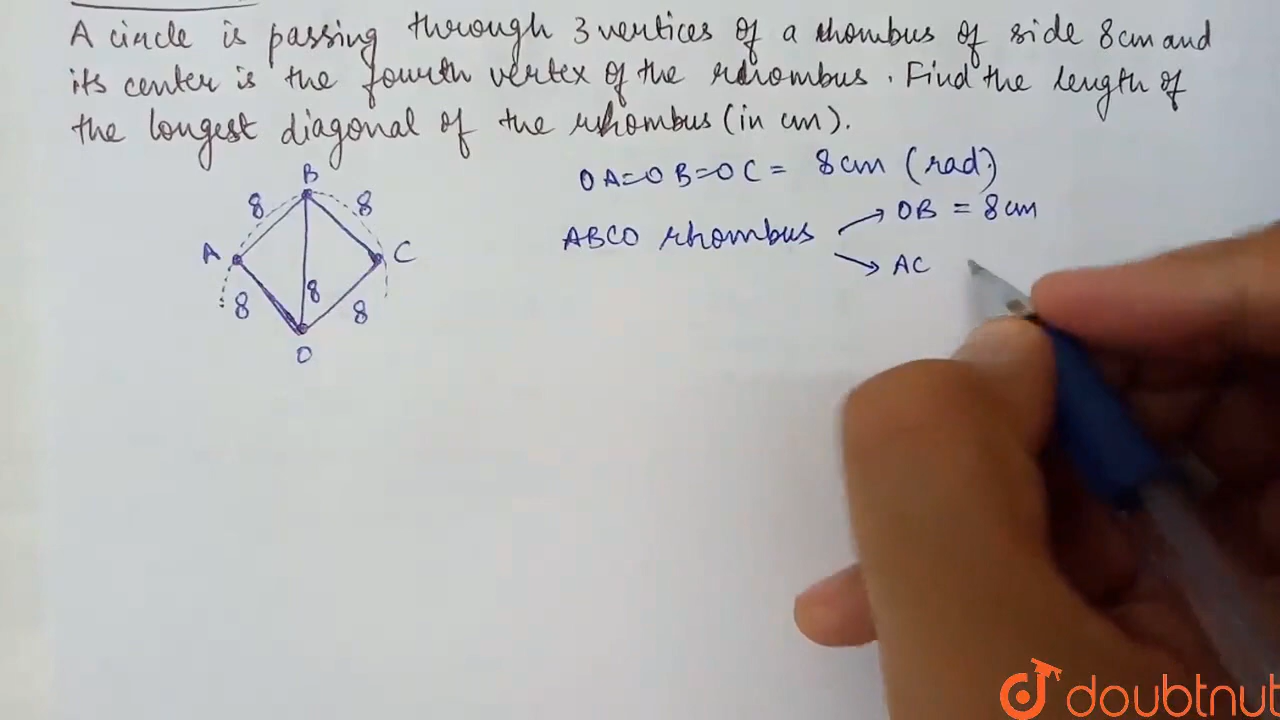 A circle is passing through 3 vertices of a rhombus of side 8cm and
its center is the fourth vertex of the rhombus. Find the length of
the longest diagonal of the rhombus (in cm).
OA=OB=OC = 8cm (rad.)
ABCO rhombus
OB = 8cm
AC
B
8
8
A
C
8
8
8
O
doubtnut